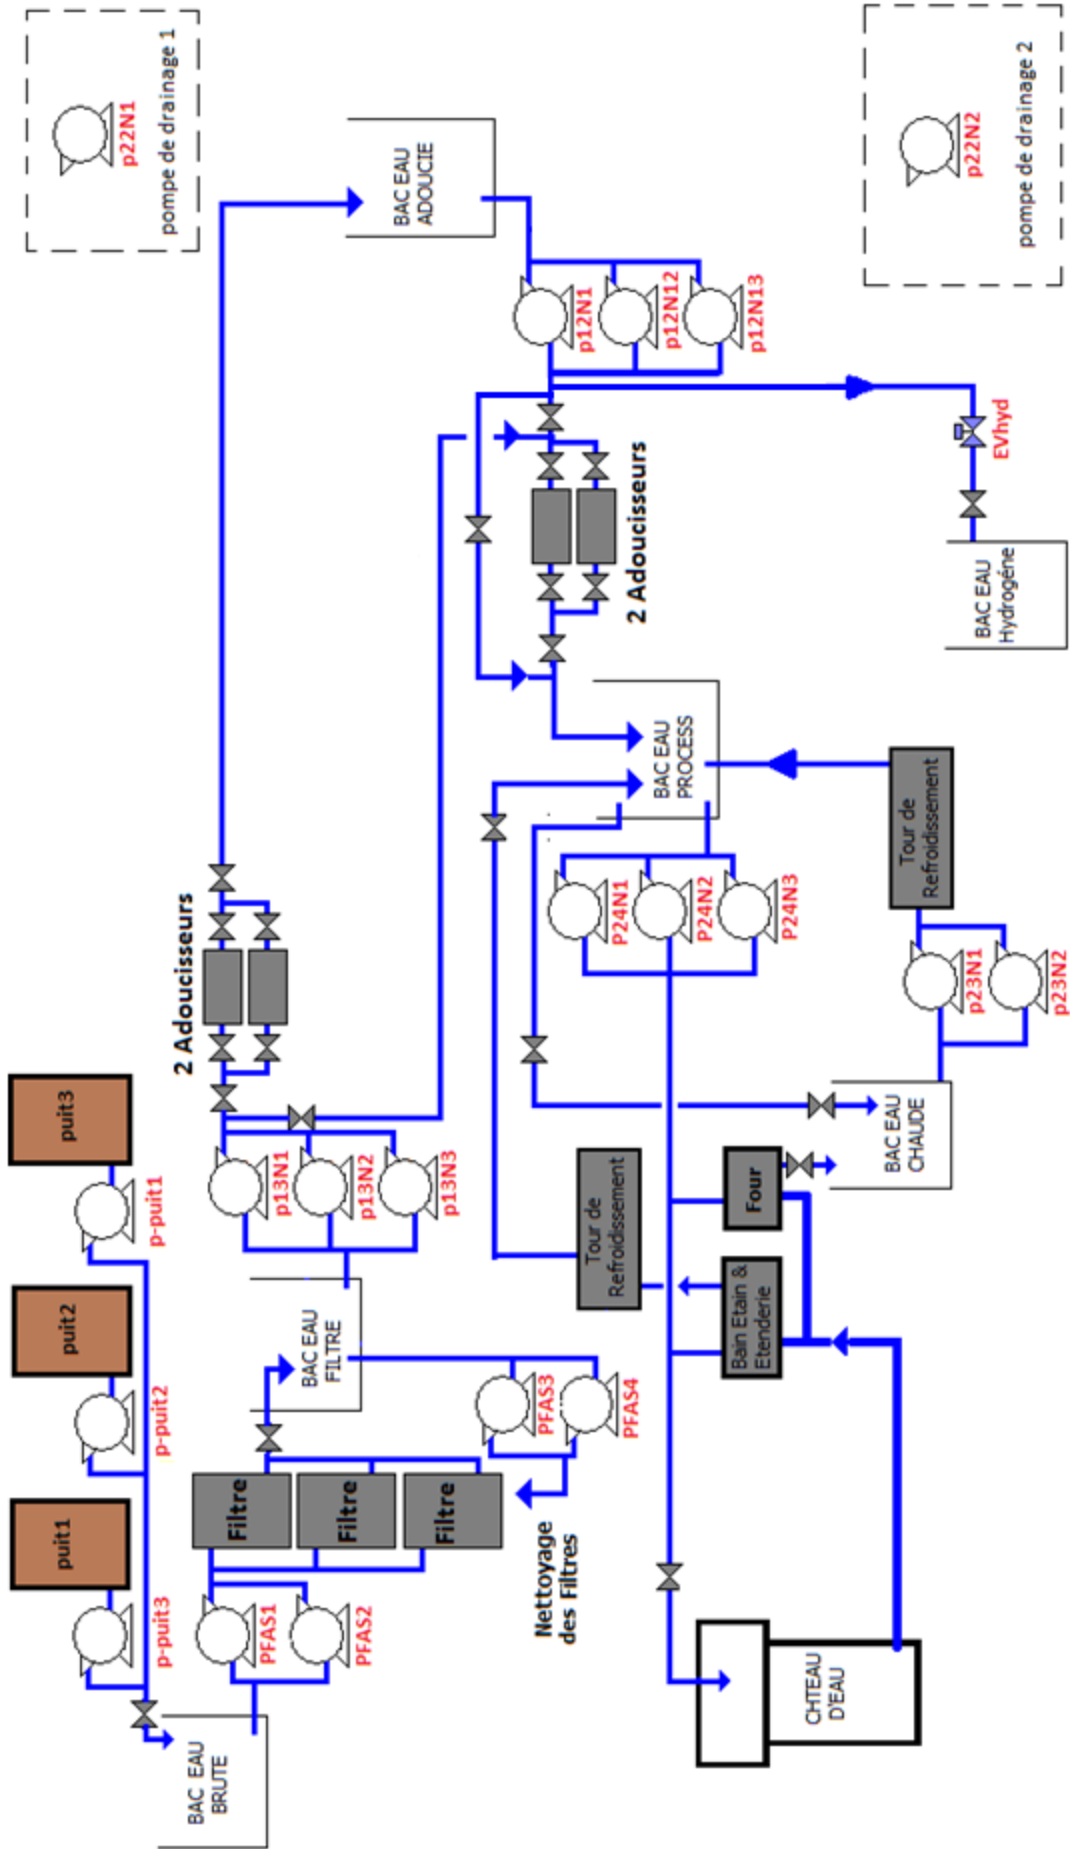 puit1
puit2
puit3
p-puit3
p-puit2
p-puit1
2 Adoucisseurs
p22N1
pompe de drainage 1
BAC EAU
BRUTE
PFAS1
PFAS2
Filtre
Filtre
Filtre
BAC EAU
FILTRE
p13N1
p13N2
p13N3
BAC EAU
ADOUCIE
PFAS3
PFAS4
Nettoyage
des Filtres
Tour de
Refroidissement
P24N1
P24N2
P24N3
BAC EAU
PROCESS
2 Adoucisseurs
p12N1
p12N12
p12N13
CHTEAU
D'EAU
Bain Etain &
Etenderie
Four
BAC EAU
CHAUDE
p23N1
p23N2
Tour de
Refroidissement
BAC EAU
Hydrogéne
EVhyd
p22N2
pompe de drainage 2